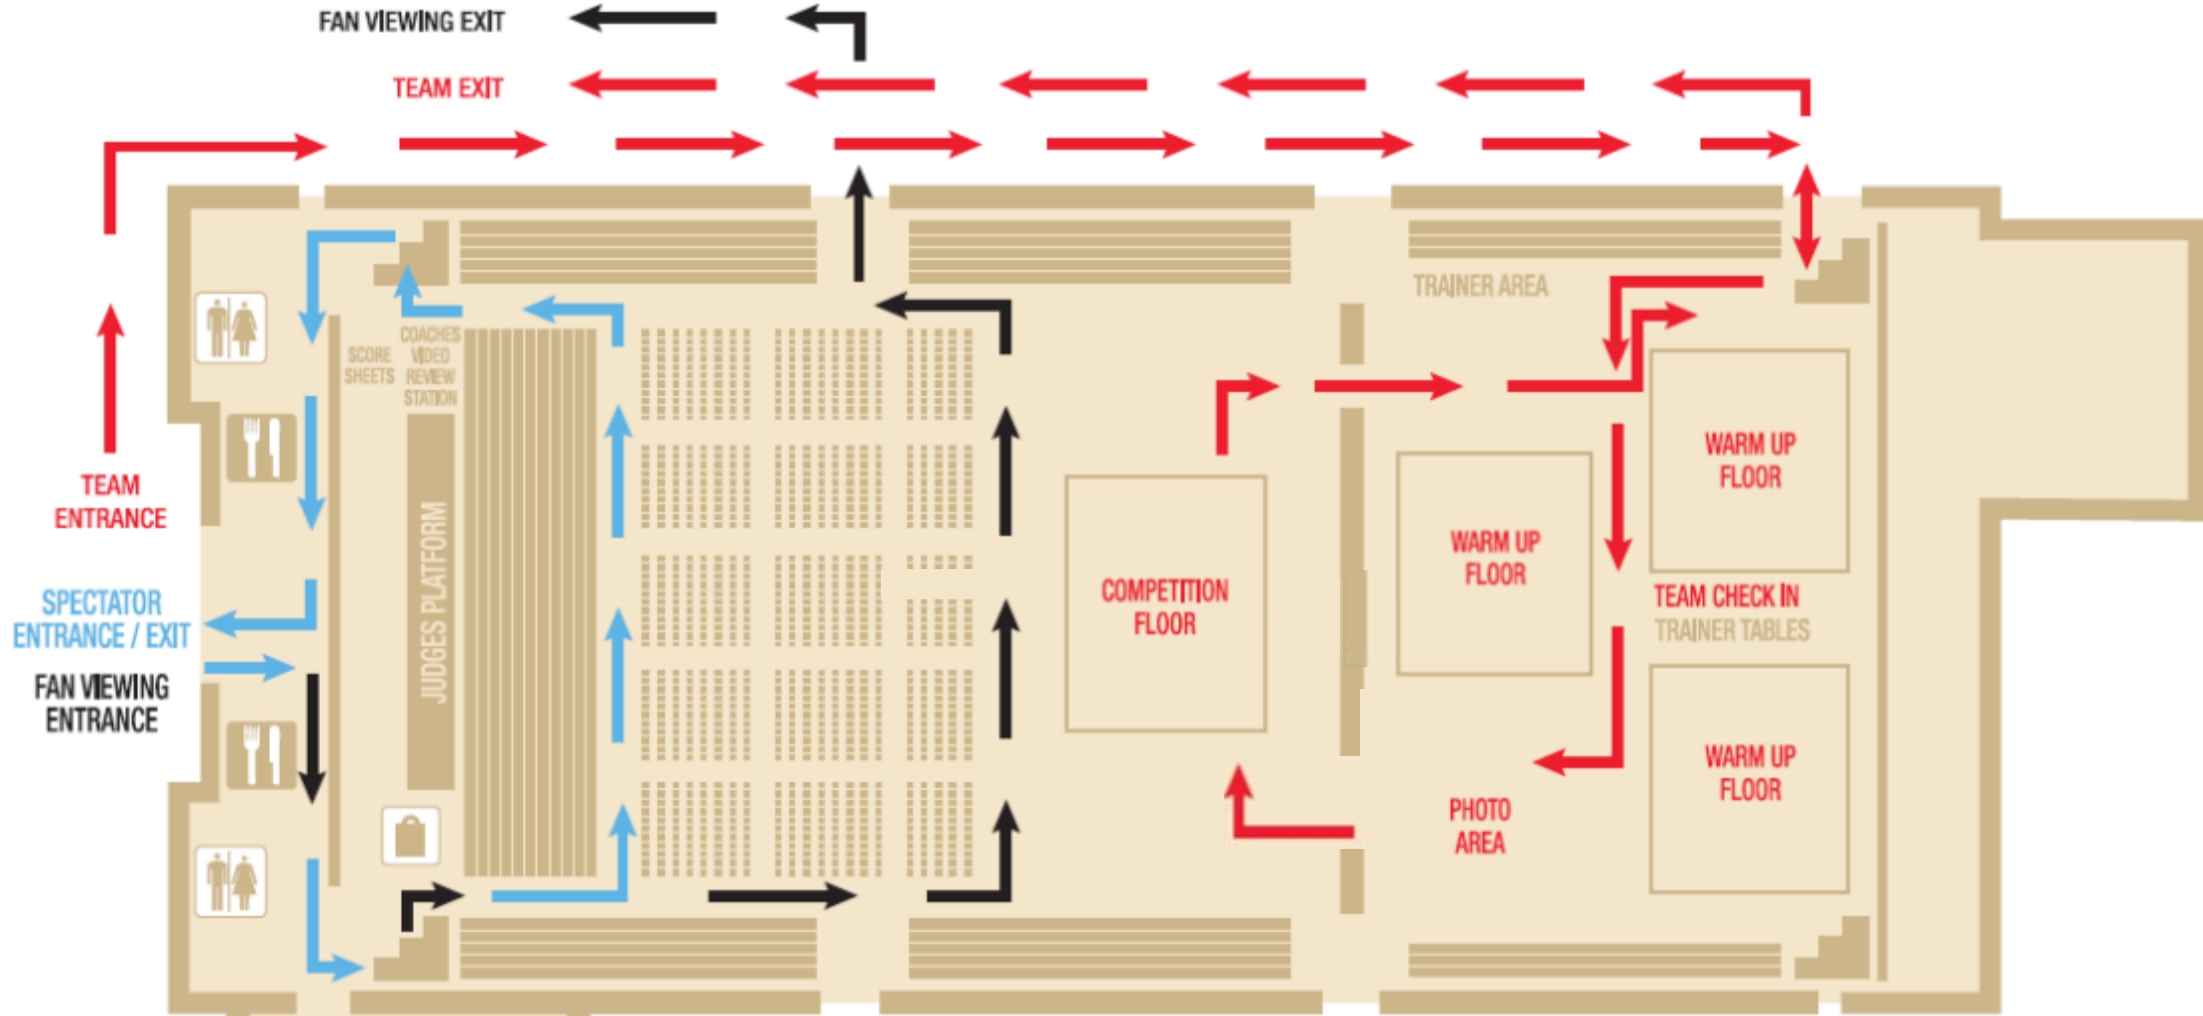 FAN VIEWING EXIT
TEAM EXIT
TEAM
ENTRANCE
SPECTATOR
ENTRANCE / EXIT
FAN VIEWING
ENTRANCE
SCORE
SHEETS
COACHES
VIDEO
REVIEW
STATION
JUDGES PLATFORM
COMPETITION
FLOOR
TRAINER AREA
WARM UP
FLOOR
WARM UP
FLOOR
TEAM CHECK IN
TRAINER TABLES
WARM UP
FLOOR
PHOTO
AREA